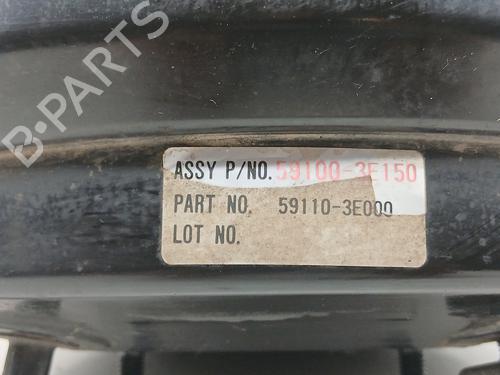 B-PARTS
ASSY P/NO. 59100-3E150
PART NO. 59110-3E000
LOT NO.